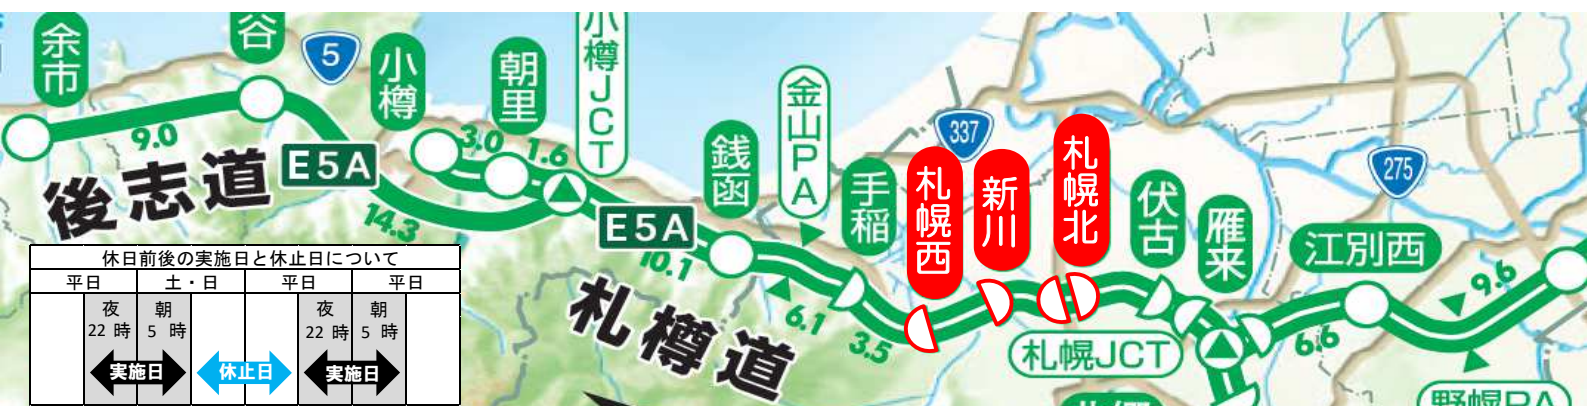 余市
谷
5
小樽
朝里
小樽JCT
金山PA
銭函
手稲
337
札幌西
新川
札幌北
伏古
雁来
275
江別西
9.0
3.0
1.6
14.3
10.1
6.1
3.5
6.6
9.6
E5A
後志道
E5A
札樽道
札幌JCT
野幌PA
休日前後の実施日と休止日について
平日 土・日 平日 平日
夜 朝 夜 朝
22 時 5 時 22 時 5 時
実施日 休止日 実施日